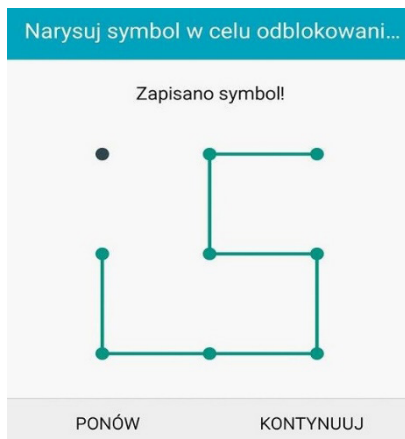 Narysuj symbol w celu odblokowani...
Zapisano symbol!
PONÓW KONTYNUUJ